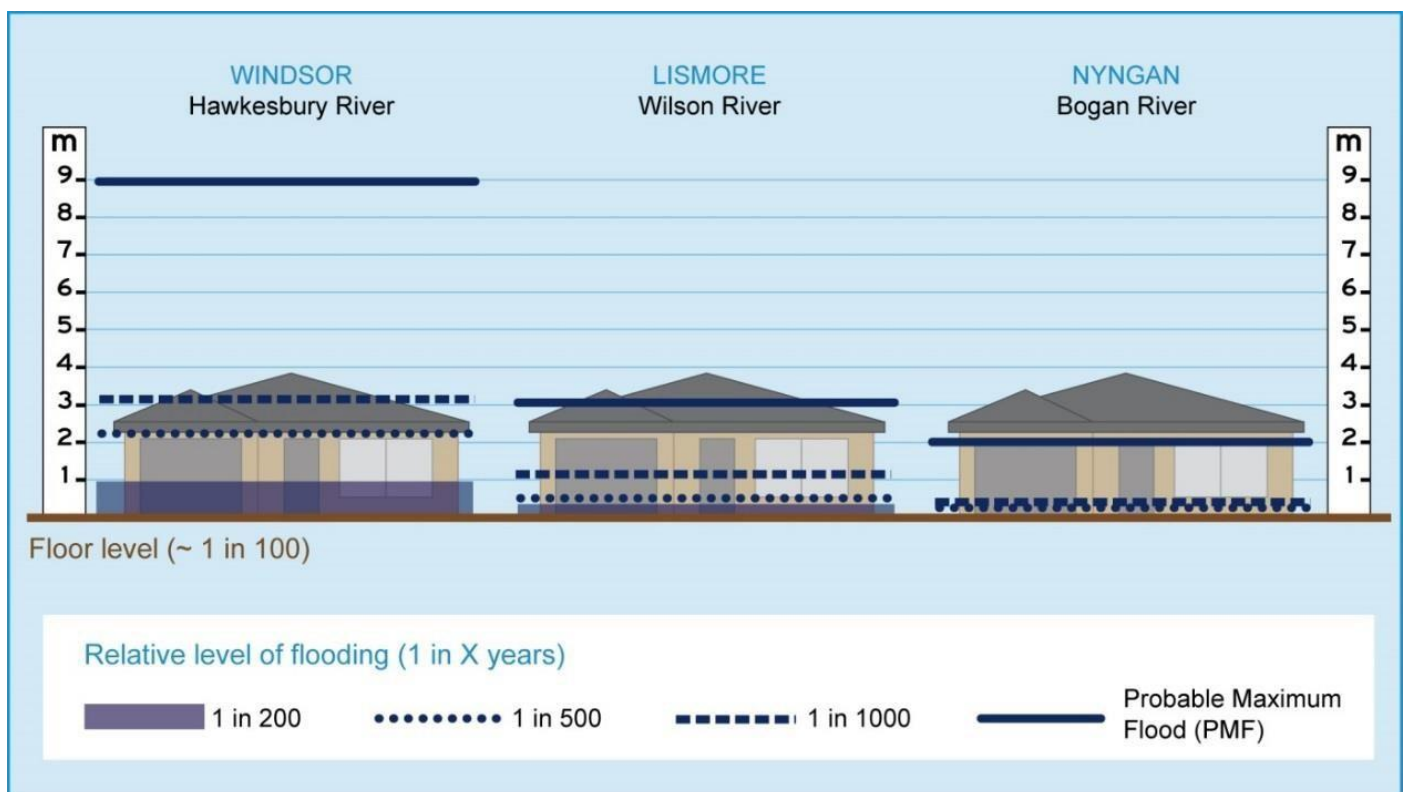 WINDSOR
Hawkesbury River
LISMORE
Wilson River
NYNGAN
Bogan River
m
9
8
7
6
5
4
3
2
1
m
9
8
7
6
5
4
3
2
1
Floor level (~ 1 in 100)
Relative level of flooding (1 in X years)
1 in 200
1 in 500
1 in 1000
Probable Maximum
Flood (PMF)